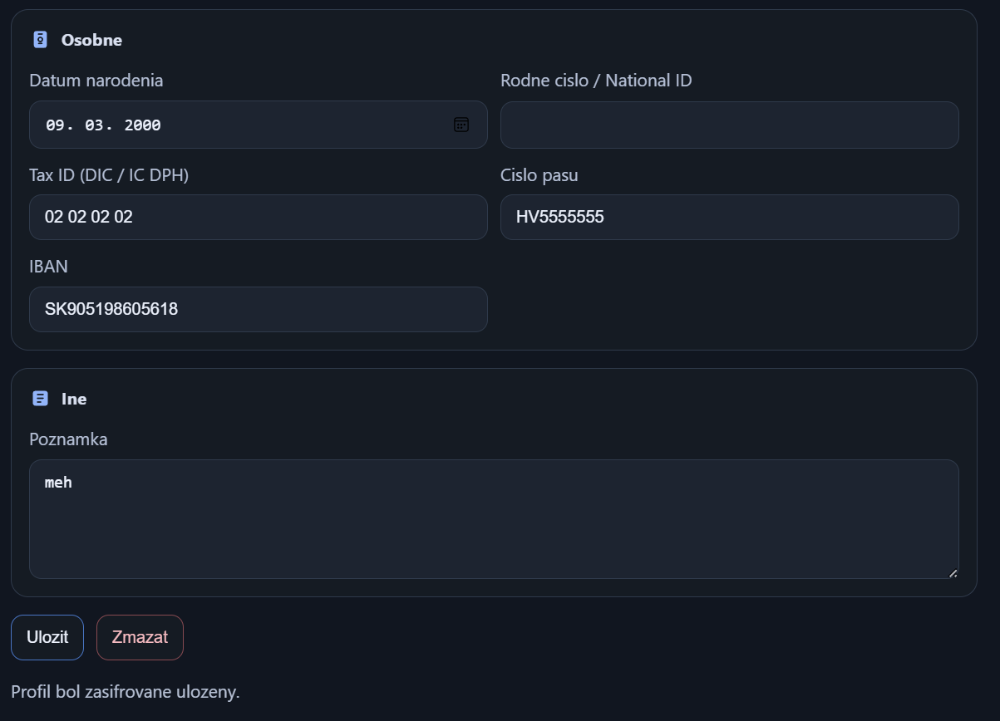 Osobne
Datum narodenia
Rodne cislo / National ID
09. 03. 2000
Tax ID (DIC / IC DPH)
Cislo pasu
02 02 02 02
HV5555555
IBAN
SK905198605618
Ine
Poznamka
meh
Ulozit
Zmazat
Profil bol zasifrovane ulozeny.